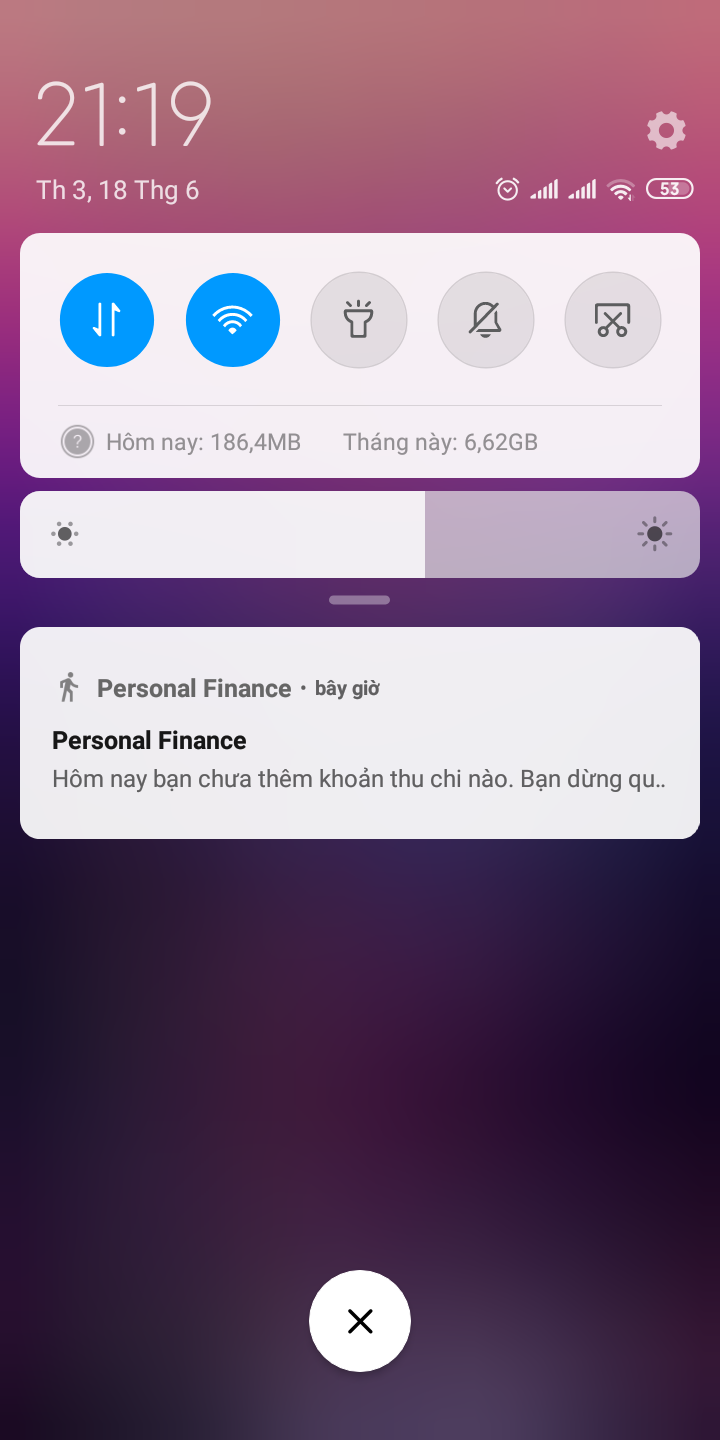 21:19
Th 3, 18 Thg 6
53
? Hôm nay: 186,4MB Tháng này: 6,62GB
Personal Finance • bây giờ
Personal Finance
Hôm nay bạn chưa thêm khoản thu chi nào. Bạn dừng qu..